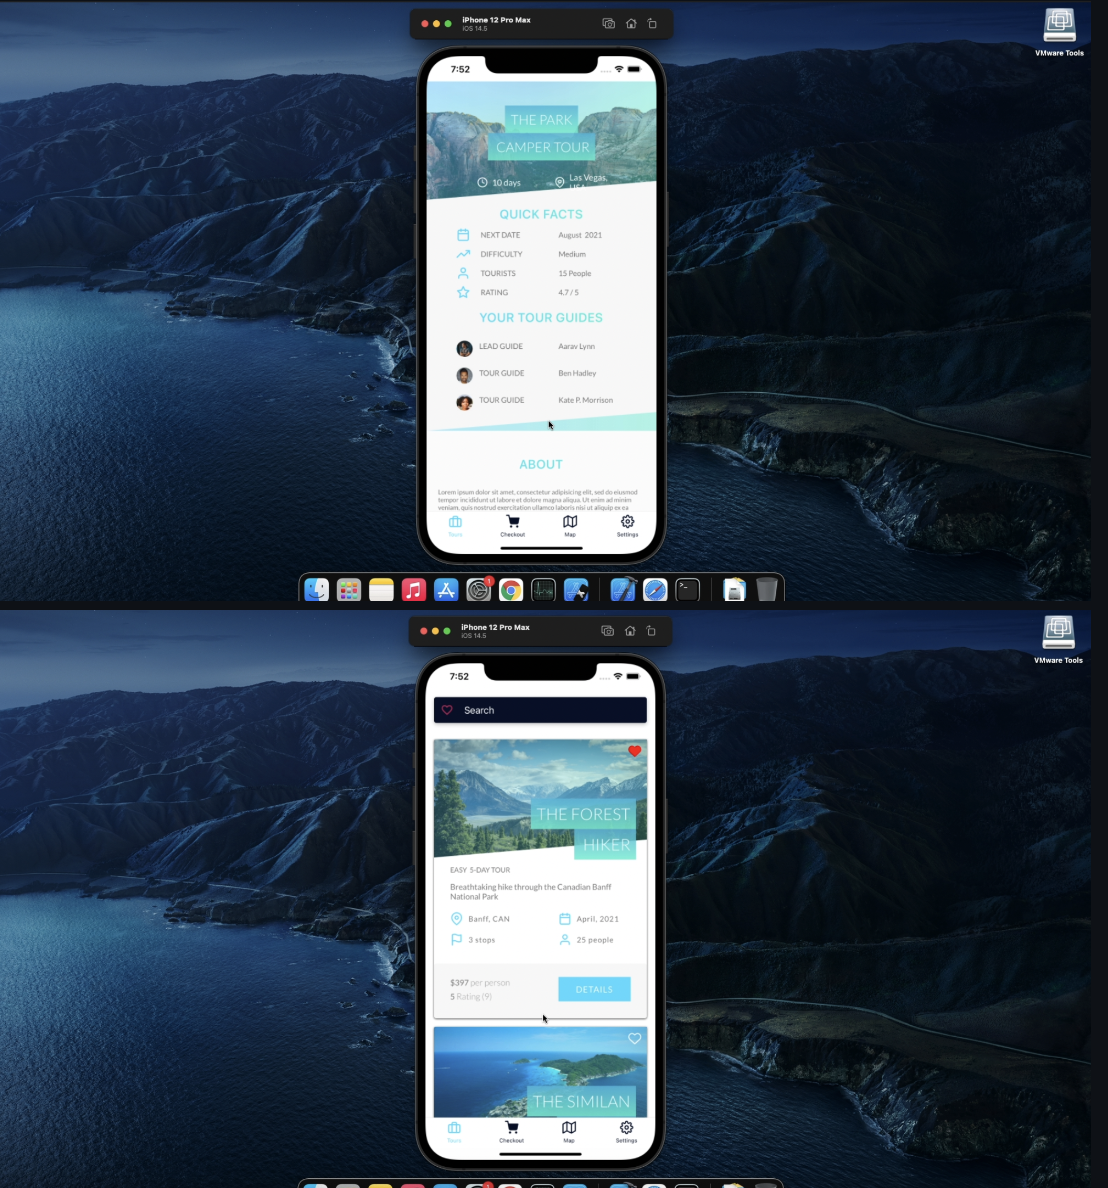 iPhone 12 Pro Max
iOS 14.5
VMware Tools
7:52
THE PARK
CAMPER TOUR
10 days
Las Vegas,
QUICK FACTS
NEXT DATE August 2021
DIFFICULTY Medium
TOURISTS 15 People
RATING 4.7 / 5
YOUR TOUR GUIDES
LEAD GUIDE Aarav Lynn
TOUR GUIDE Ben Hadley
TOUR GUIDE Kate P. Morrison
ABOUT
Lorem ipsum dolor sit amet, consectetur adipisicing elit, sed do eiusmod
tempor incididunt ut labore et dolore magna aliqua. Ut enim ad minim
veniam, quis nostrud exercitation ullamco laboris nisi ut aliquip ex ea
Tours Checkout Map Settings
1
iPhone 12 Pro Max
iOS 14.5
VMware Tools
7:52
Search
THE FOREST
HIKER
EASY 5-DAY TOUR
Breathtaking hike through the Canadian Banff
National Park
Banff, CAN April, 2021
3 stops 25 people
$397 per person
5 Rating (9)
DETAILS
THE SIMILAN
Tours Checkout Map Settings
1